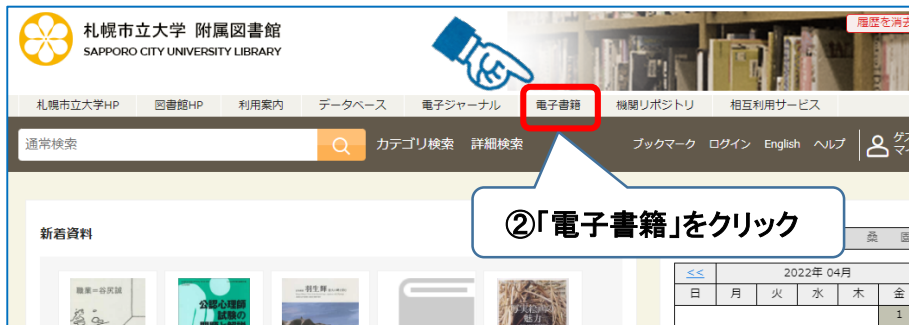 札幌市立大学 附属図書館
SAPPORO CITY UNIVERSITY LIBRARY
履歴を消去
札幌市立大学HP 図書館HP 利用案内 データベース 電子ジャーナル 電子書籍 機関リポジトリ 相互利用サービス
通常検索 カテゴリ検索 詳細検索 ブックマーク ログイン English ヘルプ
②「電子書籍」をクリック
新着資料
桑 園
<< 2022年 04月
日 月 火 水 木 金
1
職業=谷尻誠
公認心理師
試験の
羽生輝
魅力